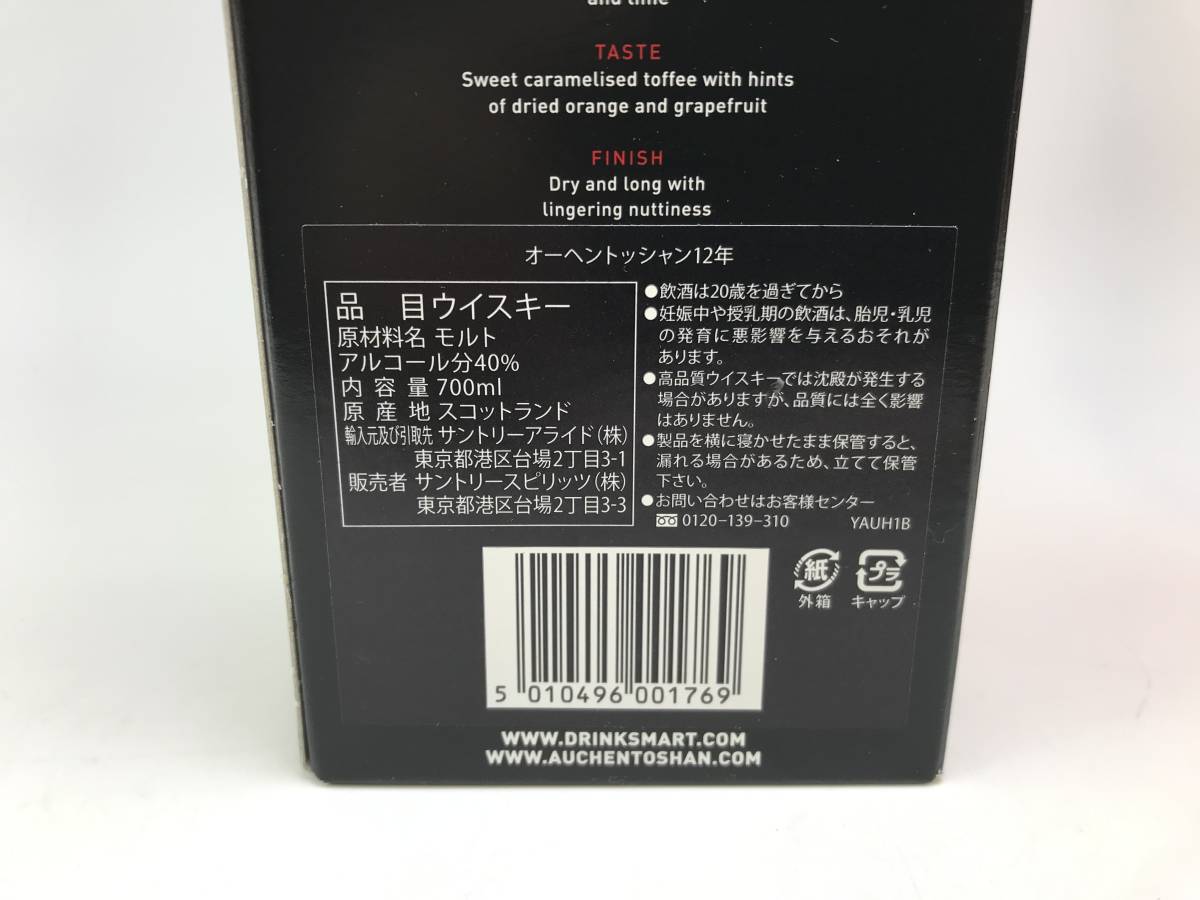 and lime
TASTE
Sweet caramelised toffee with hints
of dried orange and grapefruit
FINISH
Dry and long with
lingering nuttiness
オーヘントッシャン12年
品 目 ウイスキー
原材料名 モルト
アルコール分40%
内容量 700ml
原産地 スコットランド
輸入元及び引取先 サントリーアライド(株)
東京都港区台場2丁目3-1
販売者 サントリースピリッツ(株)
東京都港区台場2丁目3-3
●飲酒は20歳を過ぎてから
●妊娠中や授乳期の飲酒は、胎児・乳児
の発育に悪影響を与えるおそれが
あります。
●高品質ウイスキーでは沈殿が発生する
場合がありますが、品質には全く影響
はありません。
●製品を横に寝かせたまま保管すると、
漏れる場合があるため、立てて保管
下さい。
●お問い合わせはお客様センター
0120-139-310 YAUH1B
紙 プラ
外箱 キャップ
5 010496 001769
WWW.DRINKSMART.COM
WWW.AUCHENTOSHAN.COM